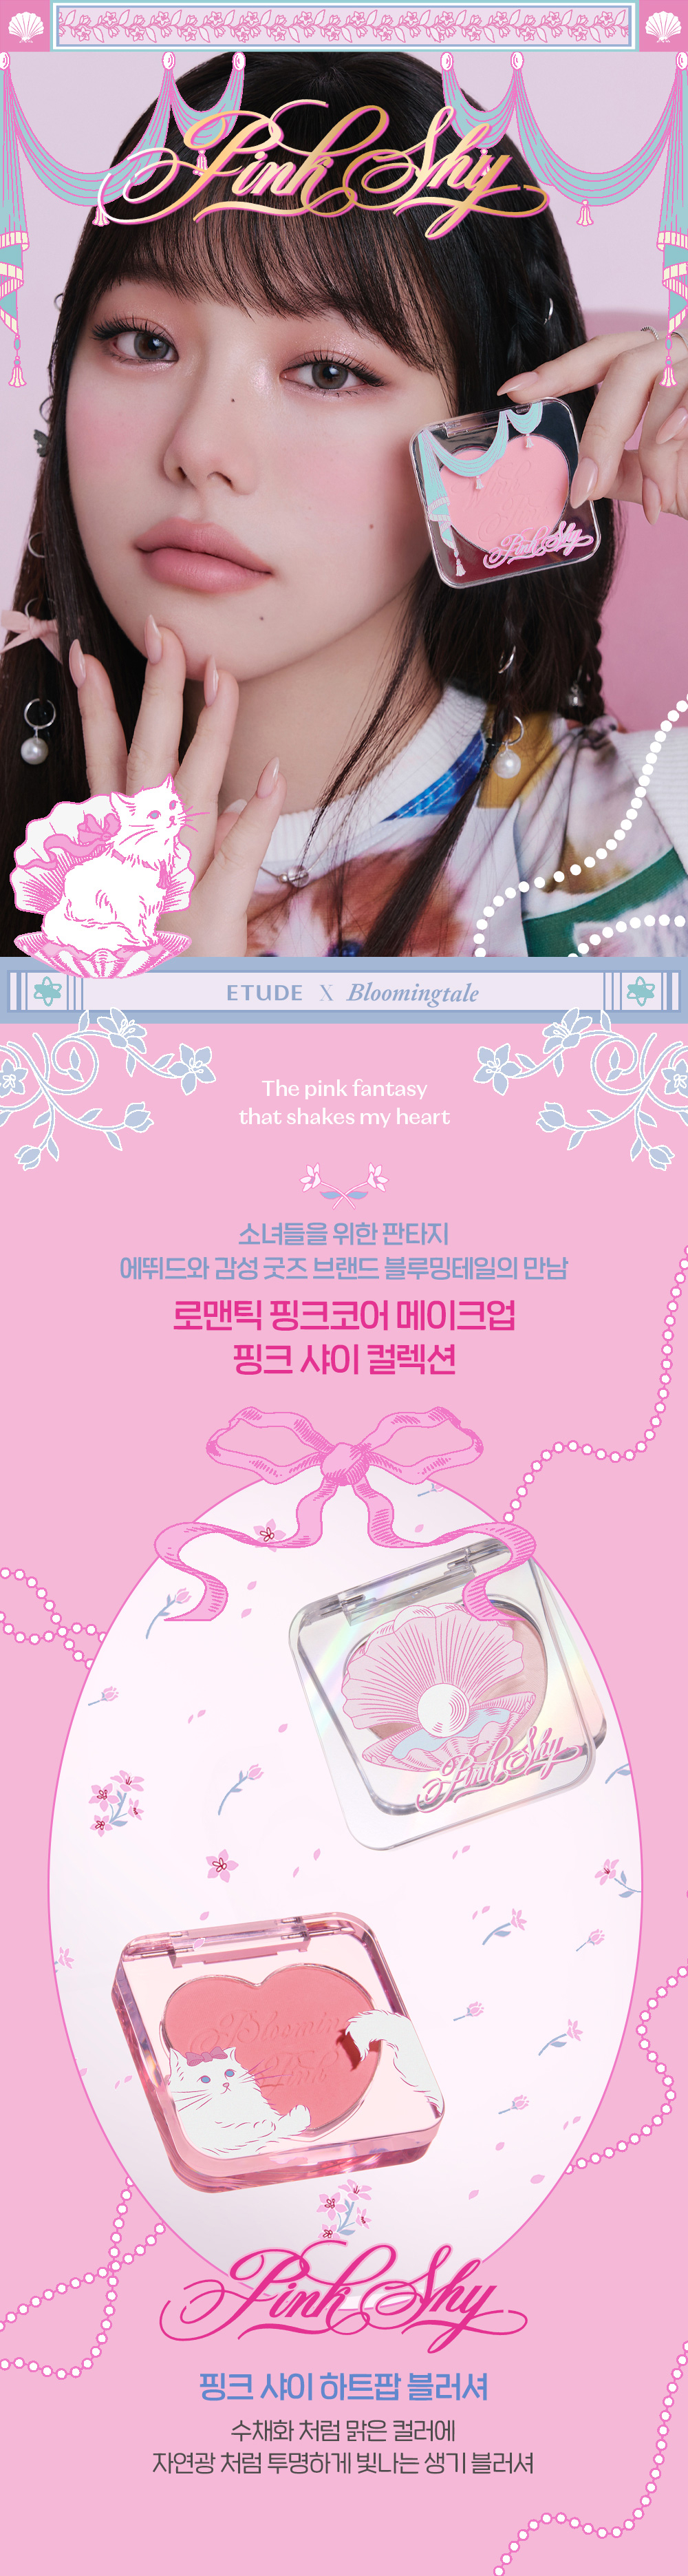 Pink Shy
Pink Shy
ETUDE X Bloomingtale
The pink fantasy
that shakes my heart
소녀들을 위한 판타지
에뛰드와 감성 굿즈 브랜드 블루밍테일의 만남
로맨틱 핑크코어 메이크업
핑크 샤이 컬렉션
Pink Shy
Pink Shy
핑크 샤이 하트팝 블러셔
수채화 처럼 맑은 컬러에
자연광 처럼 투명하게 빛나는 생기 블러셔